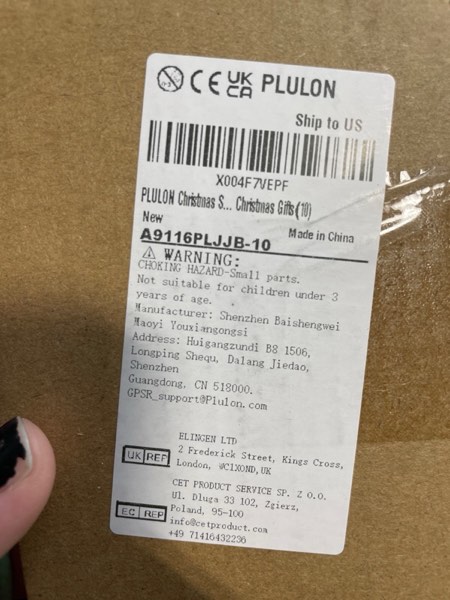 CE UK CA PLULON
Ship to US
X004F7VEPF
PLULON Christmas S... Christmas Gifts(10)
New
Made in China
A9116PLJJB-10
⚠ WARNING:
CHOKING HAZARD-Small parts.
Not suitable for children under 3
years of age.
Manufacturer: Shenzhen Baishengwei
Maoyi Youxiangongsi
Address: Huigangzundi B8 1506,
Longping Shequ, Dalang Jiedao,
Shenzhen
Guangdong, CN 518000.
GPSR_support@Plulon.com
UK REP
ELINGEN LTD
2 Frederick Street, Kings Cross,
London, WC1X0ND,UK
EC REP
CET PRODUCT SERVICE SP. Z O.O.
Ul. Dluga 33 102, Zgierz,
Poland, 95-100
info@cetproduct.com
+49 71416432236